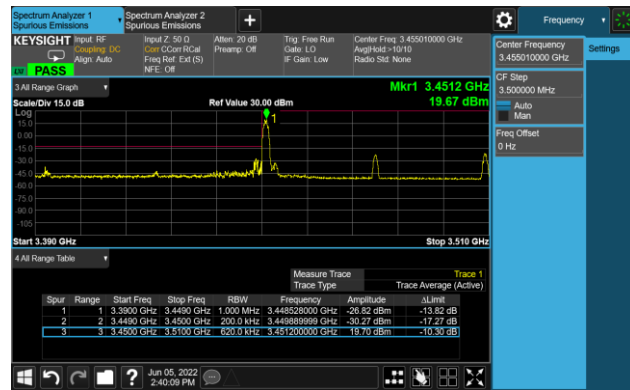 Spectrum Analyzer 1
Spurious Emissions
Spectrum Analyzer 2
Spurious Emissions
+
Frequency
KEYSIGHT
Input: RF
Coupling: DC
Align: Auto
Input Z: 50 Ω
Corr CCorr RCal
Freq Ref: Ext (S)
NFE: Off
Atten: 20 dB
Preamp: Off
Trig: Free Run
Gate: LO
IF Gain: Low
Center Freq: 3.455010000 GHz
Avg|Hold:>10/10
Radio Std: None
PASS
Center Frequency
3.455010000 GHz
Settings
CF Step
3.500000 MHz
Auto
Man
Freq Offset
0 Hz
3 All Range Graph
Mkr1 3.4512 GHz
19.67 dBm
Scale/Div 15.0 dB
Ref Value 30.00 dBm
Log
15.0
0.00
-15.0
-30.0
-45.0
-60.0
-75.0
-90.0
-105
1
Start 3.390 GHz
Stop 3.510 GHz
4 All Range Table
Measure Trace Trace 1
Trace Type Trace Average (Active)
Spur Range Start Freq Stop Freq RBW Frequency Amplitude ΔLimit
1 1 3.3900 GHz 3.4490 GHz 1.000 MHz 3.448528000 GHz -26.82 dBm -13.82 dB
2 2 3.4490 GHz 3.4500 GHz 200.0 kHz 3.449889999 GHz -30.27 dBm -17.27 dB
3 3 3.4500 GHz 3.5100 GHz 620.0 kHz 3.451200000 GHz 19.70 dBm -10.30 dB
?
Jun 05, 2022
2:40:09 PM